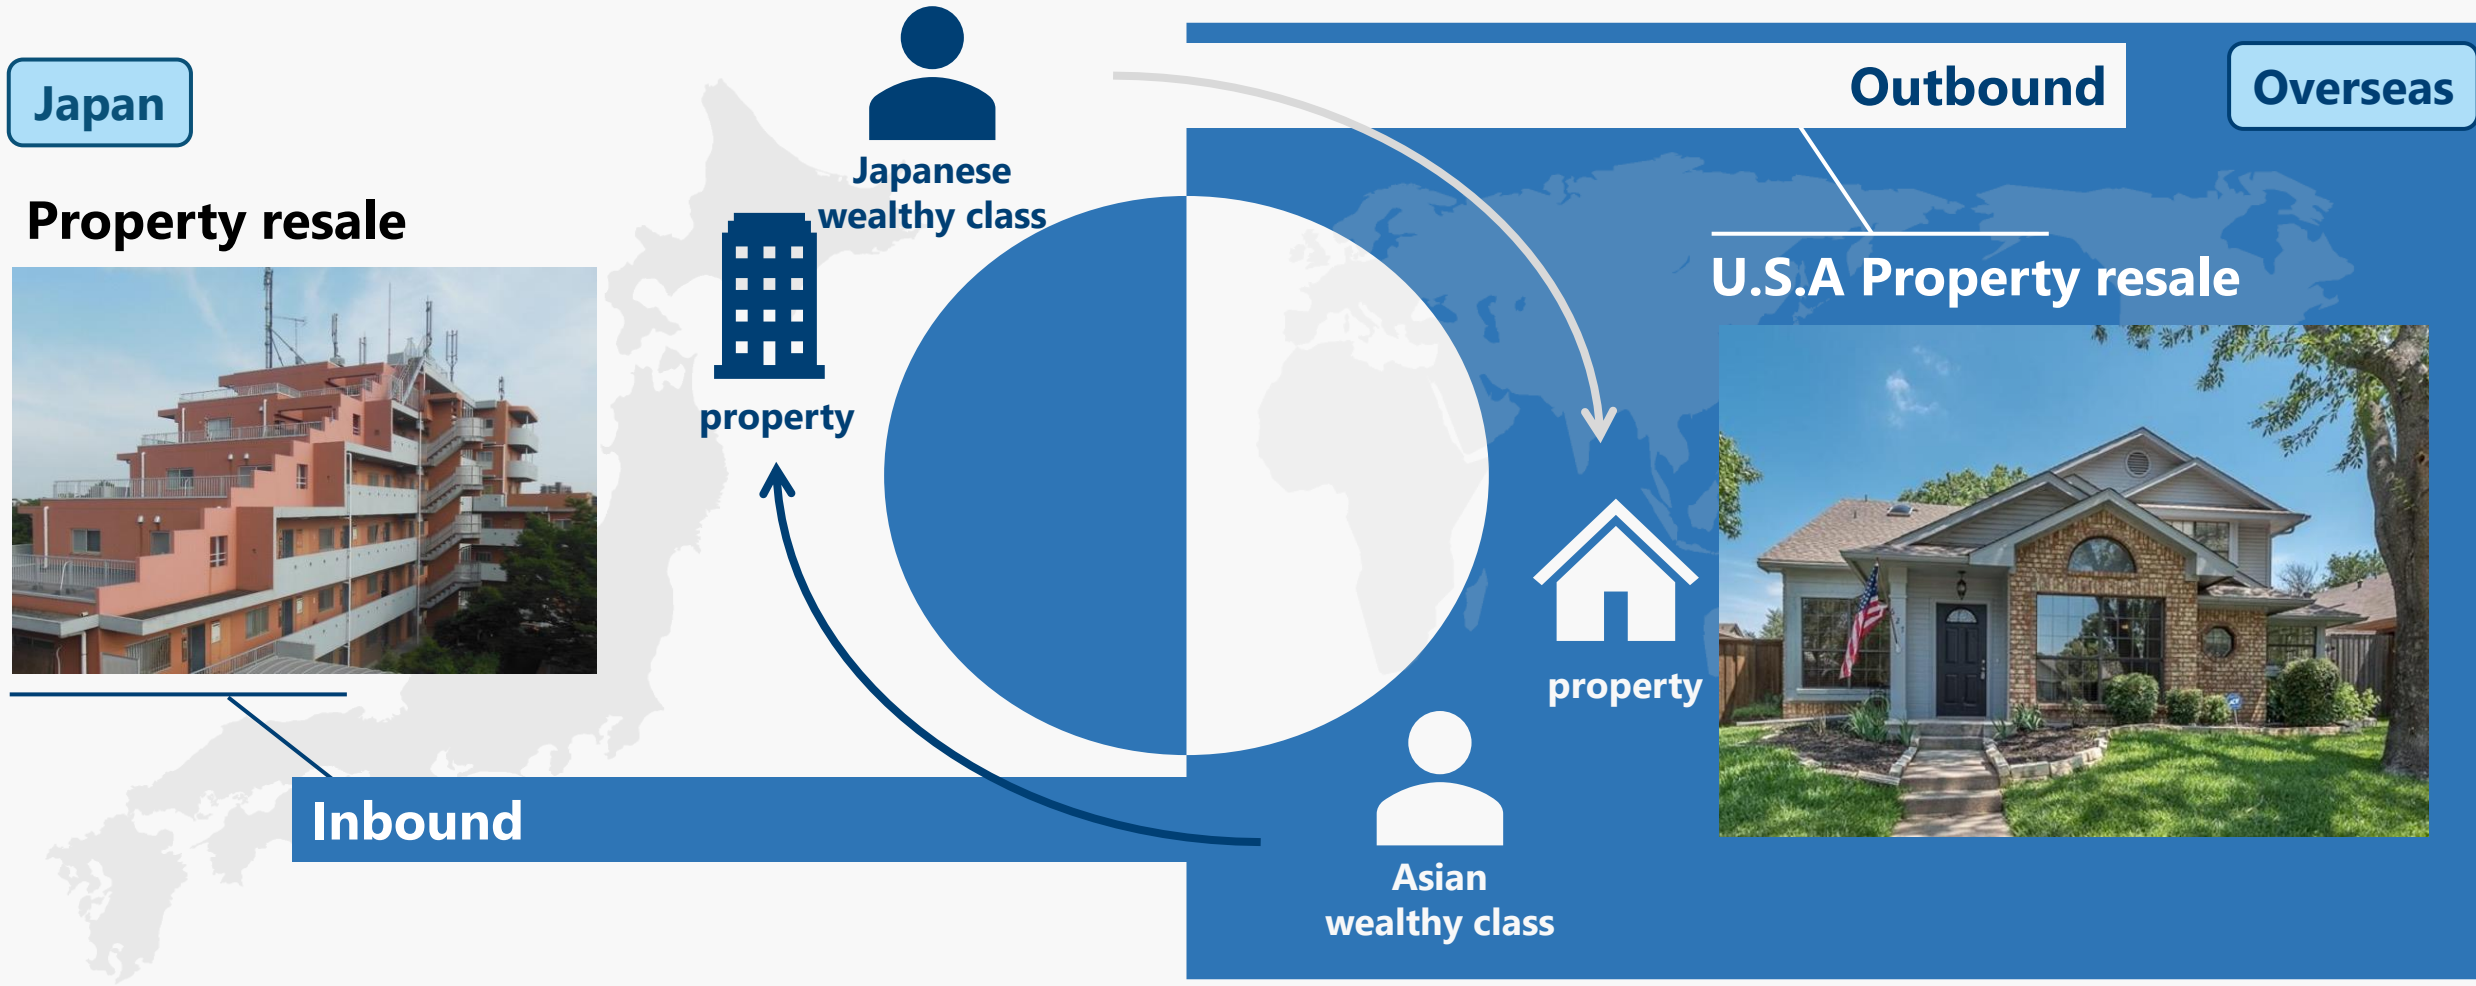 Japan
Property resale
Japanese
wealthy class
property
Inbound
Outbound
Overseas
U.S.A Property resale
property
Asian
wealthy class